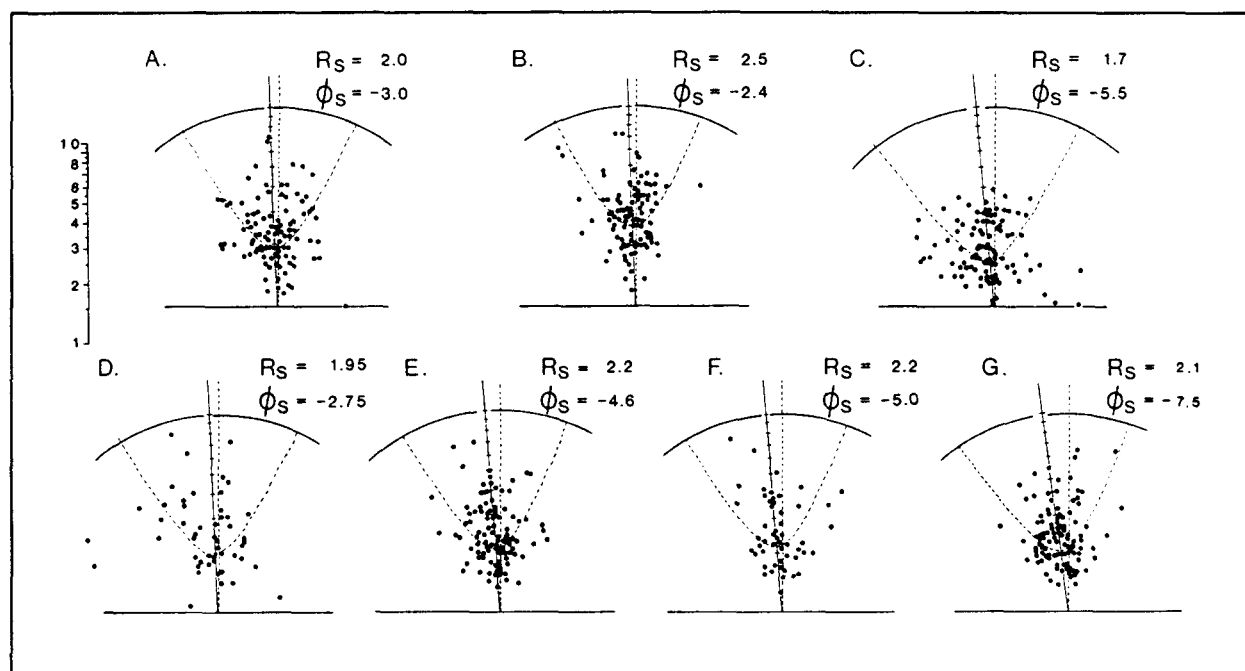 A. R_S = 2.0
ϕ_S = -3.0
B. R_S = 2.5
ϕ_S = -2.4
C. R_S = 1.7
ϕ_S = -5.5
10
8
6
5
4
3
2
1
D. R_S = 1.95
ϕ_S = -2.75
E. R_S = 2.2
ϕ_S = -4.6
F. R_S = 2.2
ϕ_S = -5.0
G. R_S = 2.1
ϕ_S = -7.5